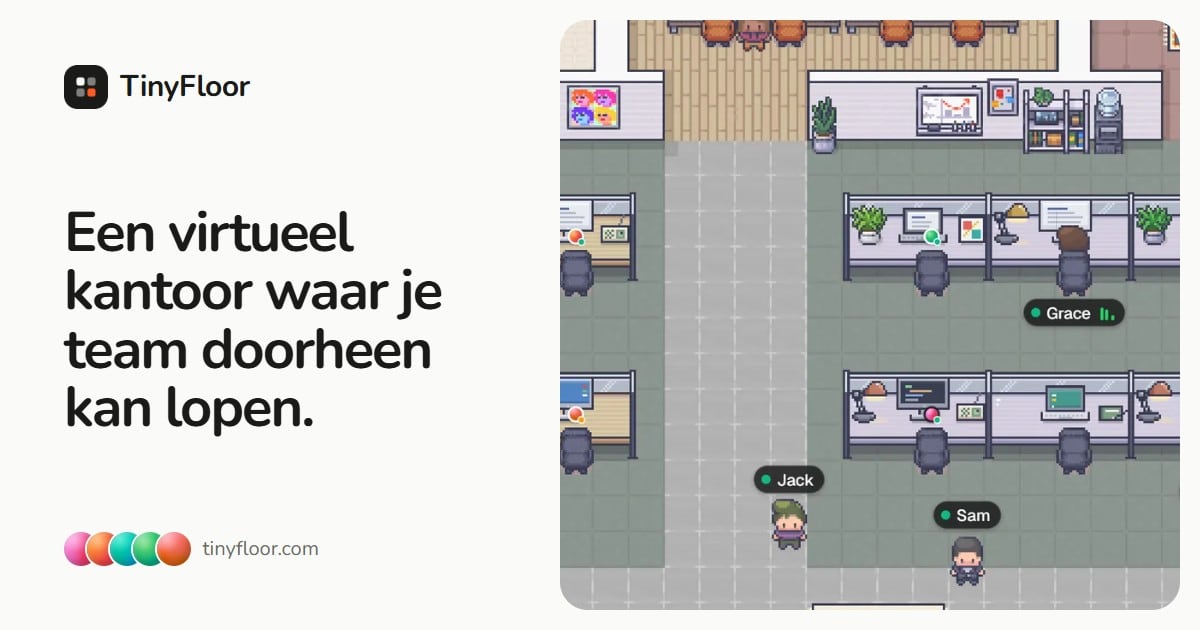 TinyFloor
Een virtueel
kantoor waar je
team doorheen
kan lopen.
tinyfloor.com
Grace
Jack
Sam